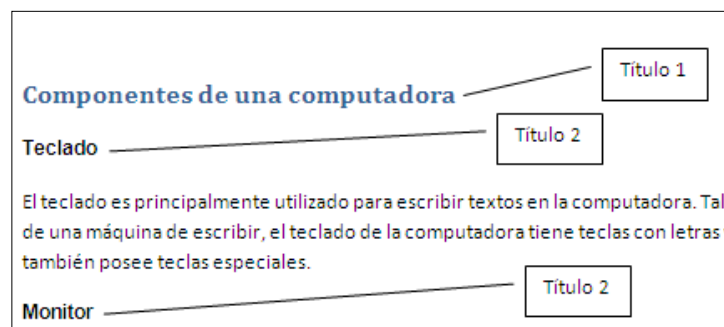 Título 1
Componentes de una computadora
Título 2
Teclado
El teclado es principalmente utilizado para escribir textos en la computadora. Tal
de una máquina de escribir, el teclado de la computadora tiene teclas con letras
también posee teclas especiales.
Título 2
Monitor